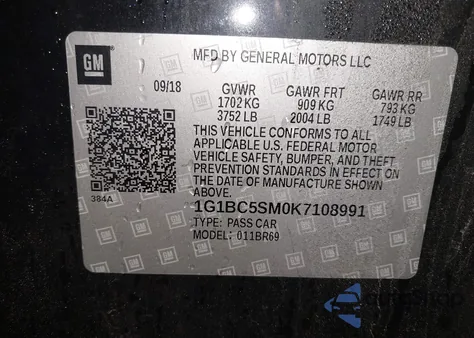 GM
MFD BY GENERAL MOTORS LLC
09/18 GVWR GAWR FRT GAWR RR
1702 KG 909 KG 793 KG
3752 LB 2004 LB 1749 LB
THIS VEHICLE CONFORMS TO ALL
APPLICABLE U.S. FEDERAL MOTOR
VEHICLE SAFETY, BUMPER, AND THEFT
PREVENTION STANDARDS IN EFFECT ON
THE DATE OF MANUFACTURE SHOWN
ABOVE.
384A
1G1BC5SM0K7108991
TYPE: PASS CAR
MODEL: 011BR69